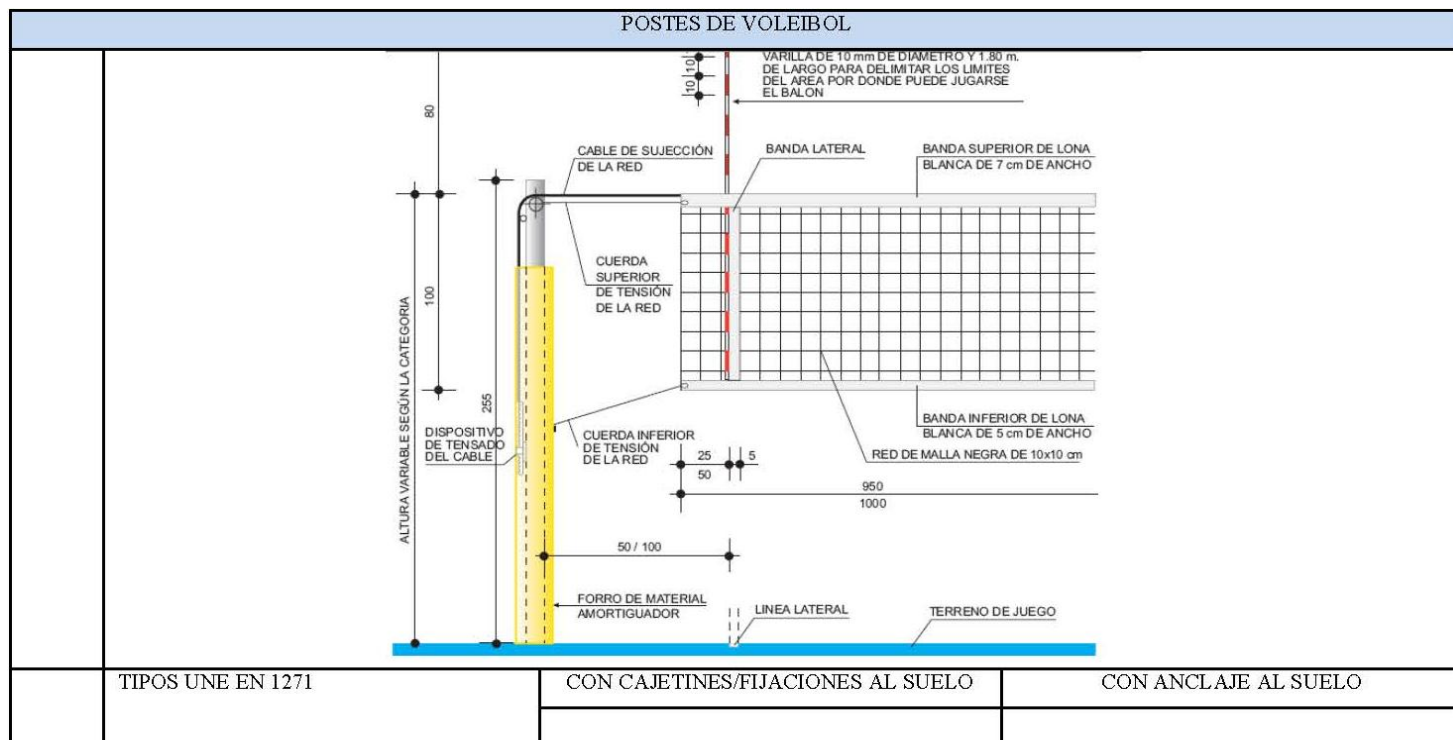 POSTES DE VOLEIBOL
10
10
VARILLA DE 10 mm DE DIAMETRO Y 1.80 m.
DE LARGO PARA DELIMITAR LOS LIMITES
DEL AREA POR DONDE PUEDE JUGARSE
EL BALON
80
CABLE DE SUJECCIÓN
DE LA RED
BANDA LATERAL
BANDA SUPERIOR DE LONA
BLANCA DE 7 cm DE ANCHO
CUERDA
SUPERIOR
DE TENSIÓN
DE LA RED
100
ALTURA VARIABLE SEGÚN LA CATEGORIA
255
DISPOSITIVO
DE TENSADO
DEL CABLE
CUERDA INFERIOR
DE TENSIÓN
DE LA RED
BANDA INFERIOR DE LONA
BLANCA DE 5 cm DE ANCHO
RED DE MALLA NEGRA DE 10x10 cm
25
5
50
950
1000
50 / 100
FORRO DE MATERIAL
AMORTIGUADOR
LINEA LATERAL
TERRENO DE JUEGO
TIPOS UNE EN 1271
CON CAJETINES/FIJACIONES AL SUELO
CON ANCLAJE AL SUELO